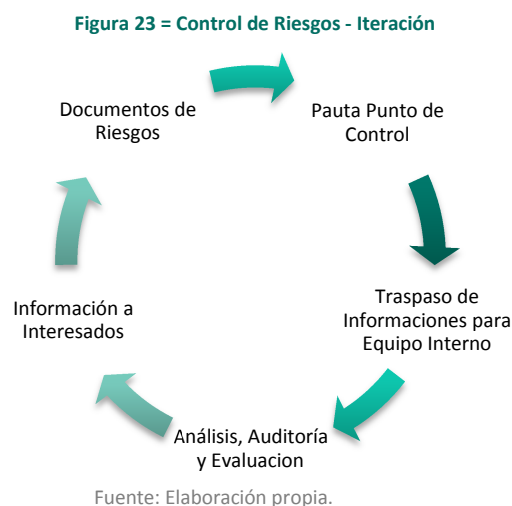 Figura 23 = Control de Riesgos - Iteración
Documentos de
Riesgos
Pauta Punto de
Control
Traspaso de
Informaciones para
Equipo Interno
Análisis, Auditoría
y Evaluacion
Información a
Interesados
Fuente: Elaboración propia.